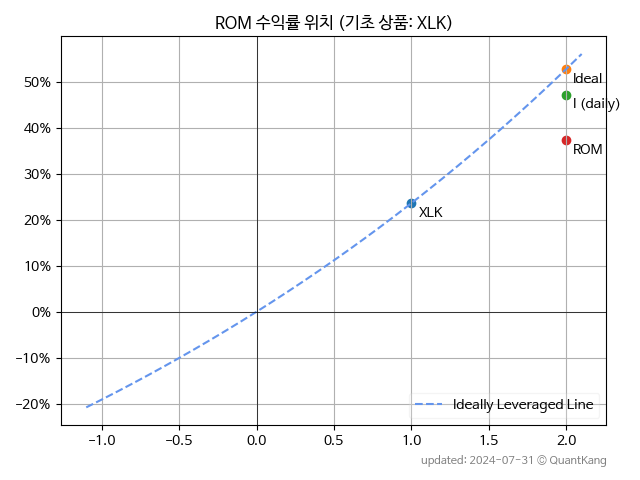 ROM 수익률 위치 (기초 상품: XLK)
50%
40%
30%
20%
10%
0%
−10%
−20%
Ideal
I (daily)
ROM
XLK
Ideally Leveraged Line
−1.0 −0.5 0.0 0.5 1.0 1.5 2.0
updated: 2024-07-31 © QuantKang